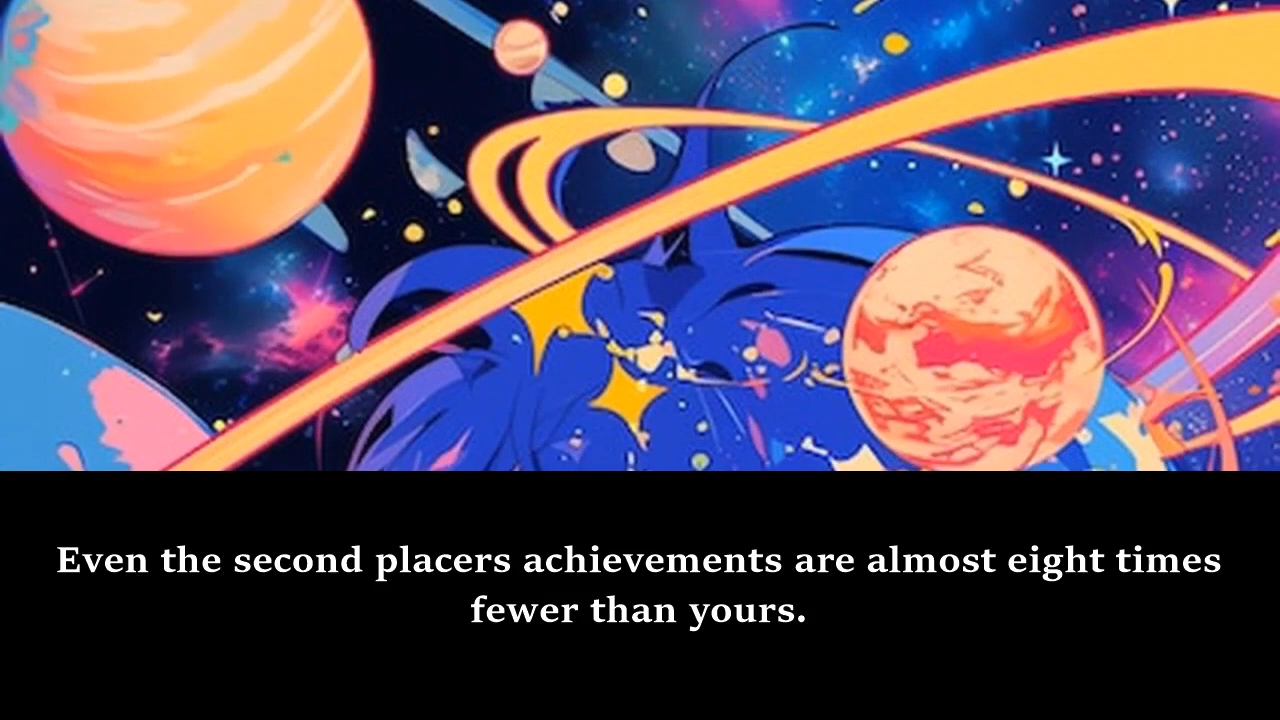 Even the second placers achievements are almost eight times
fewer than yours.